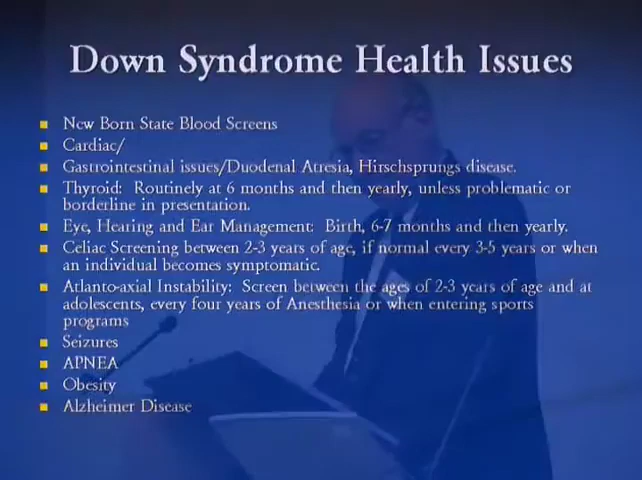 Down Syndrome Health Issues
New Born State Blood Screens
Cardiac/
Gastrointestinal issues/Duodenal Atresia, Hirschsprungs disease.
Thyroid: Routinely at 6 months and then yearly, unless problematic or
borderline in presentation.
Eye, Hearing and Ear Management: Birth, 6-7 months and then yearly.
Celiac Screening between 2-3 years of age, if normal every 3-5 years or when
an individual becomes symptomatic.
Atlanto-axial Instability: Screen between the ages of 2-3 years of age and at
adolescents, every four years of Anesthesia or when entering sports
programs
Seizures
APNEA
Obesity
Alzheimer Disease